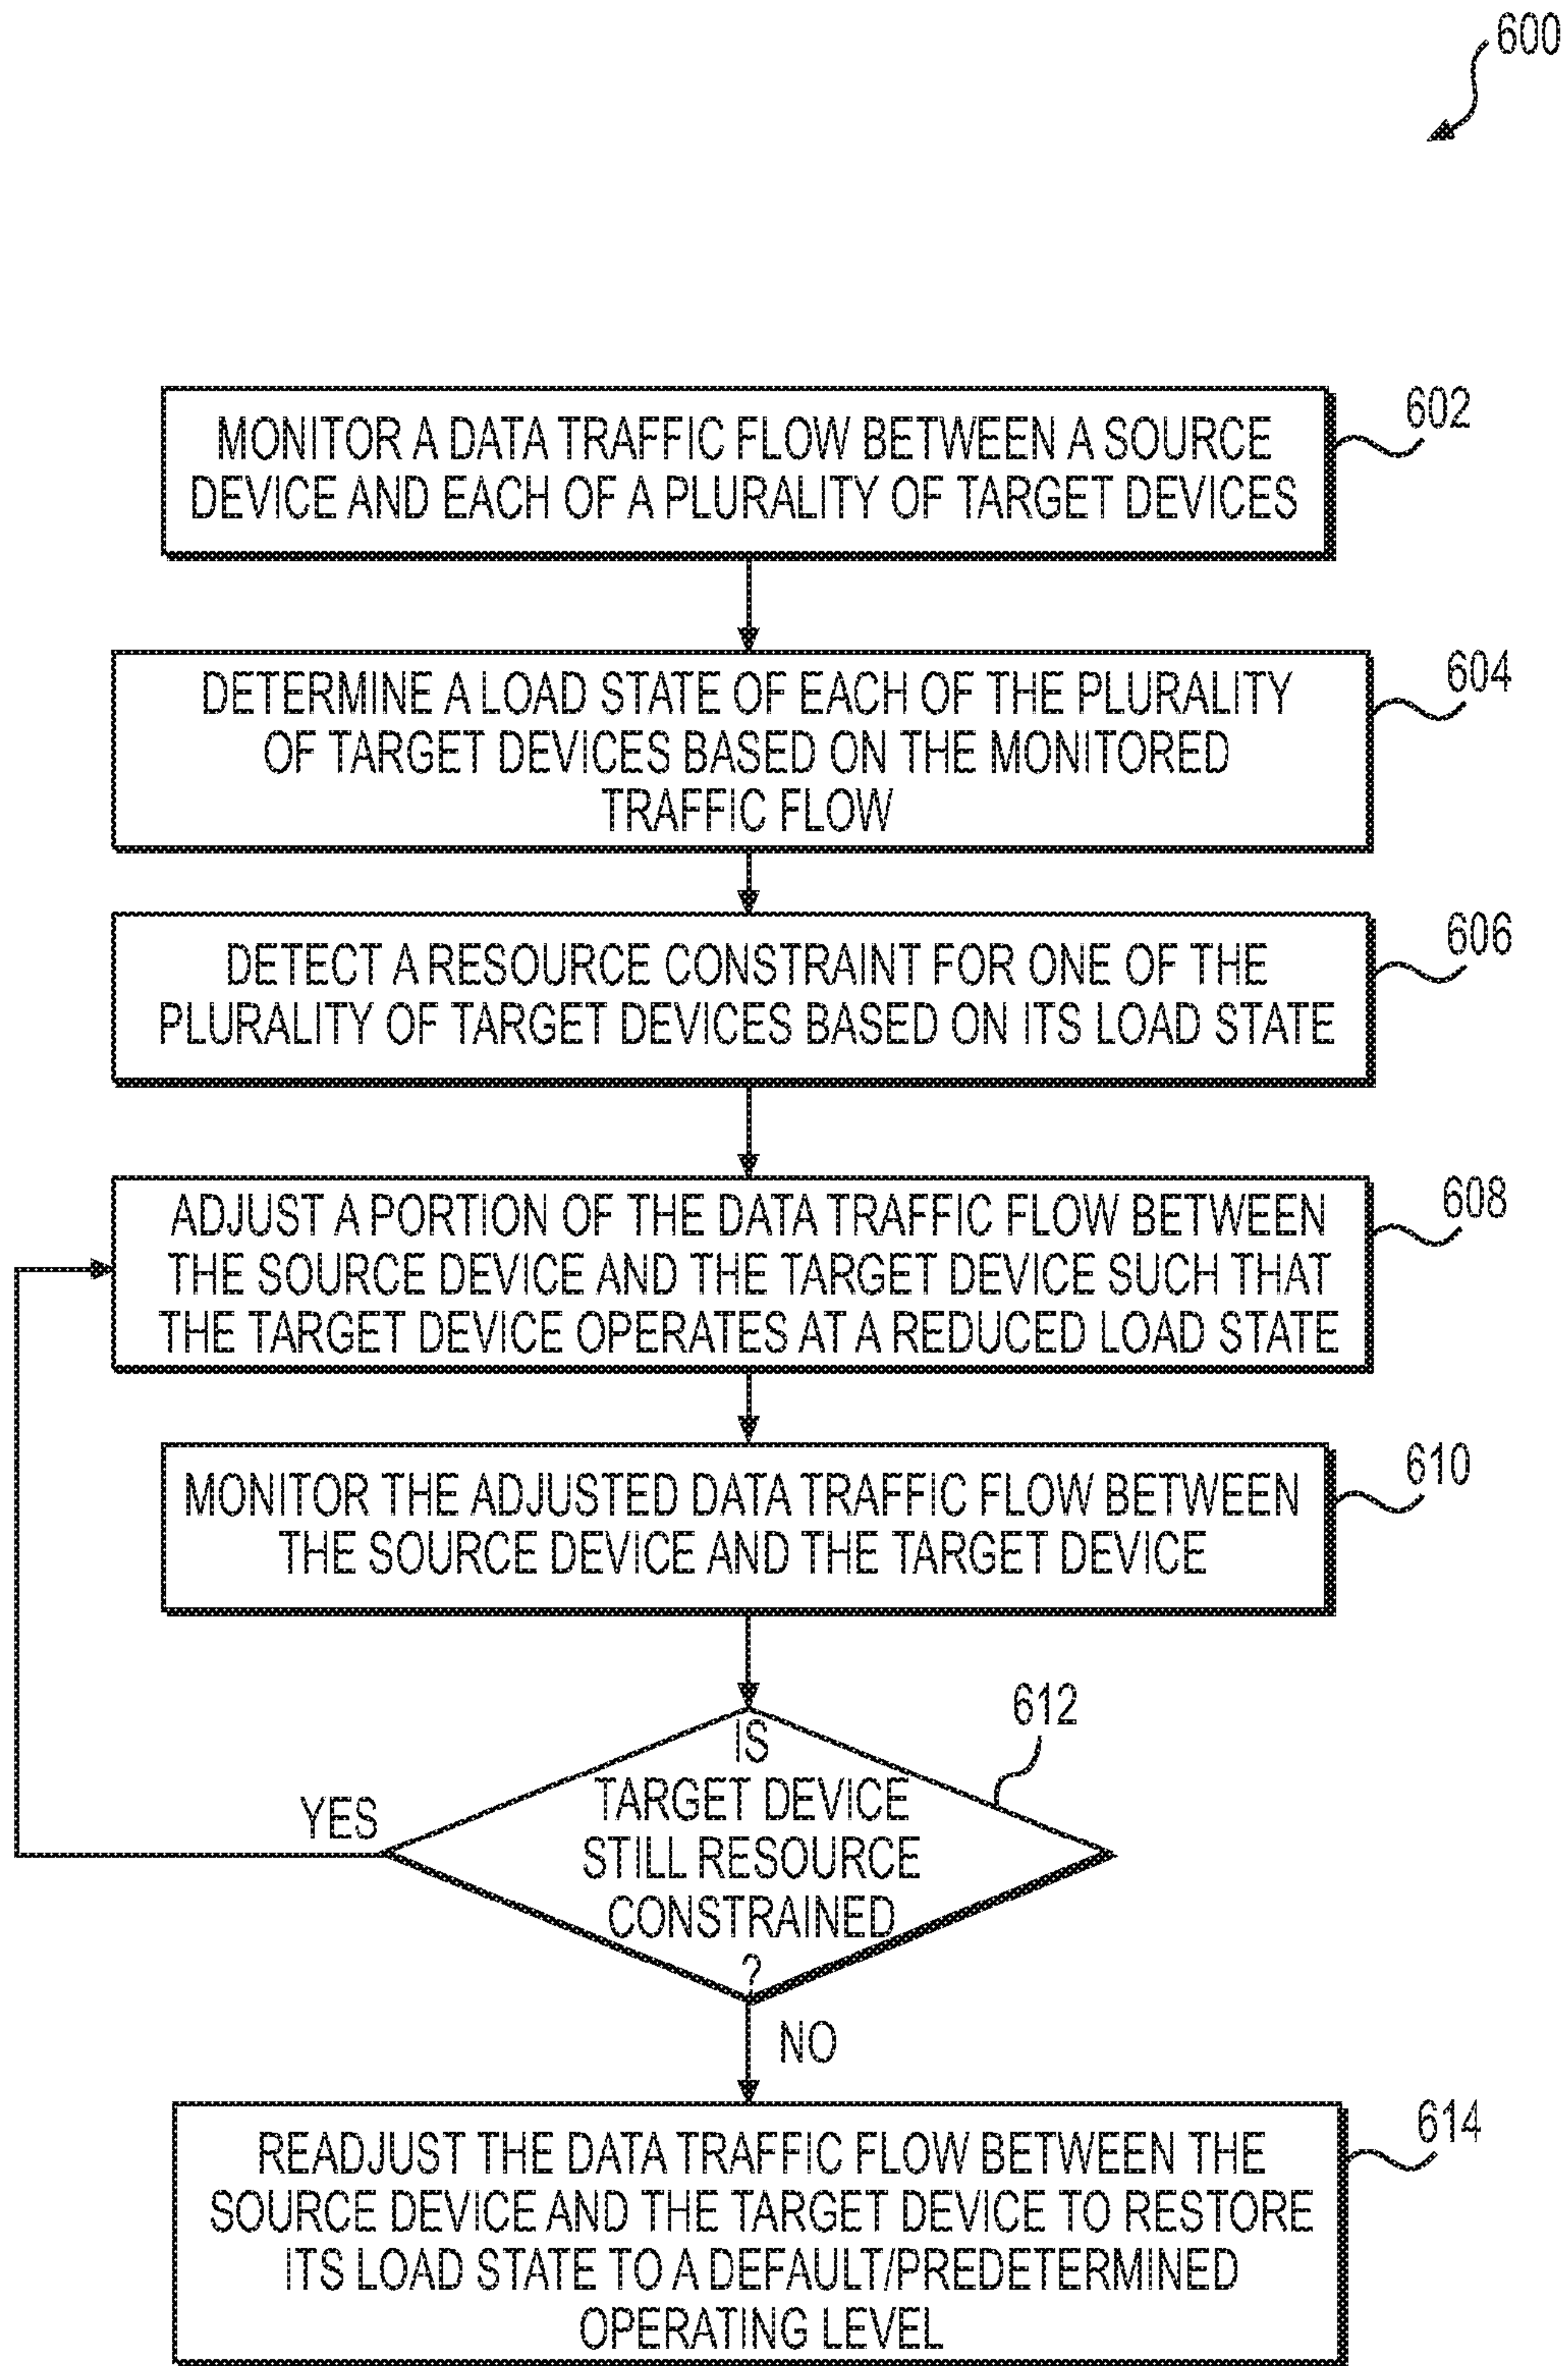 600
602
MONITOR A DATA TRAFFIC FLOW BETWEEN A SOURCE
DEVICE AND EACH OF A PLURALITY OF TARGET DEVICES
604
DETERMINE A LOAD STATE OF EACH OF THE PLURALITY
OF TARGET DEVICES BASED ON THE MONITORED
TRAFFIC FLOW
606
DETECT A RESOURCE CONSTRAINT FOR ONE OF THE
PLURALITY OF TARGET DEVICES BASED ON ITS LOAD STATE
608
ADJUST A PORTION OF THE DATA TRAFFIC FLOW BETWEEN
THE SOURCE DEVICE AND THE TARGET DEVICE SUCH THAT
THE TARGET DEVICE OPERATES AT A REDUCED LOAD STATE
610
MONITOR THE ADJUSTED DATA TRAFFIC FLOW BETWEEN
THE SOURCE DEVICE AND THE TARGET DEVICE
612
IS
TARGET DEVICE
STILL RESOURCE
CONSTRAINED
?
YES
NO
614
READJUST THE DATA TRAFFIC FLOW BETWEEN THE
SOURCE DEVICE AND THE TARGET DEVICE TO RESTORE
ITS LOAD STATE TO A DEFAULT/PREDETERMINED
OPERATING LEVEL